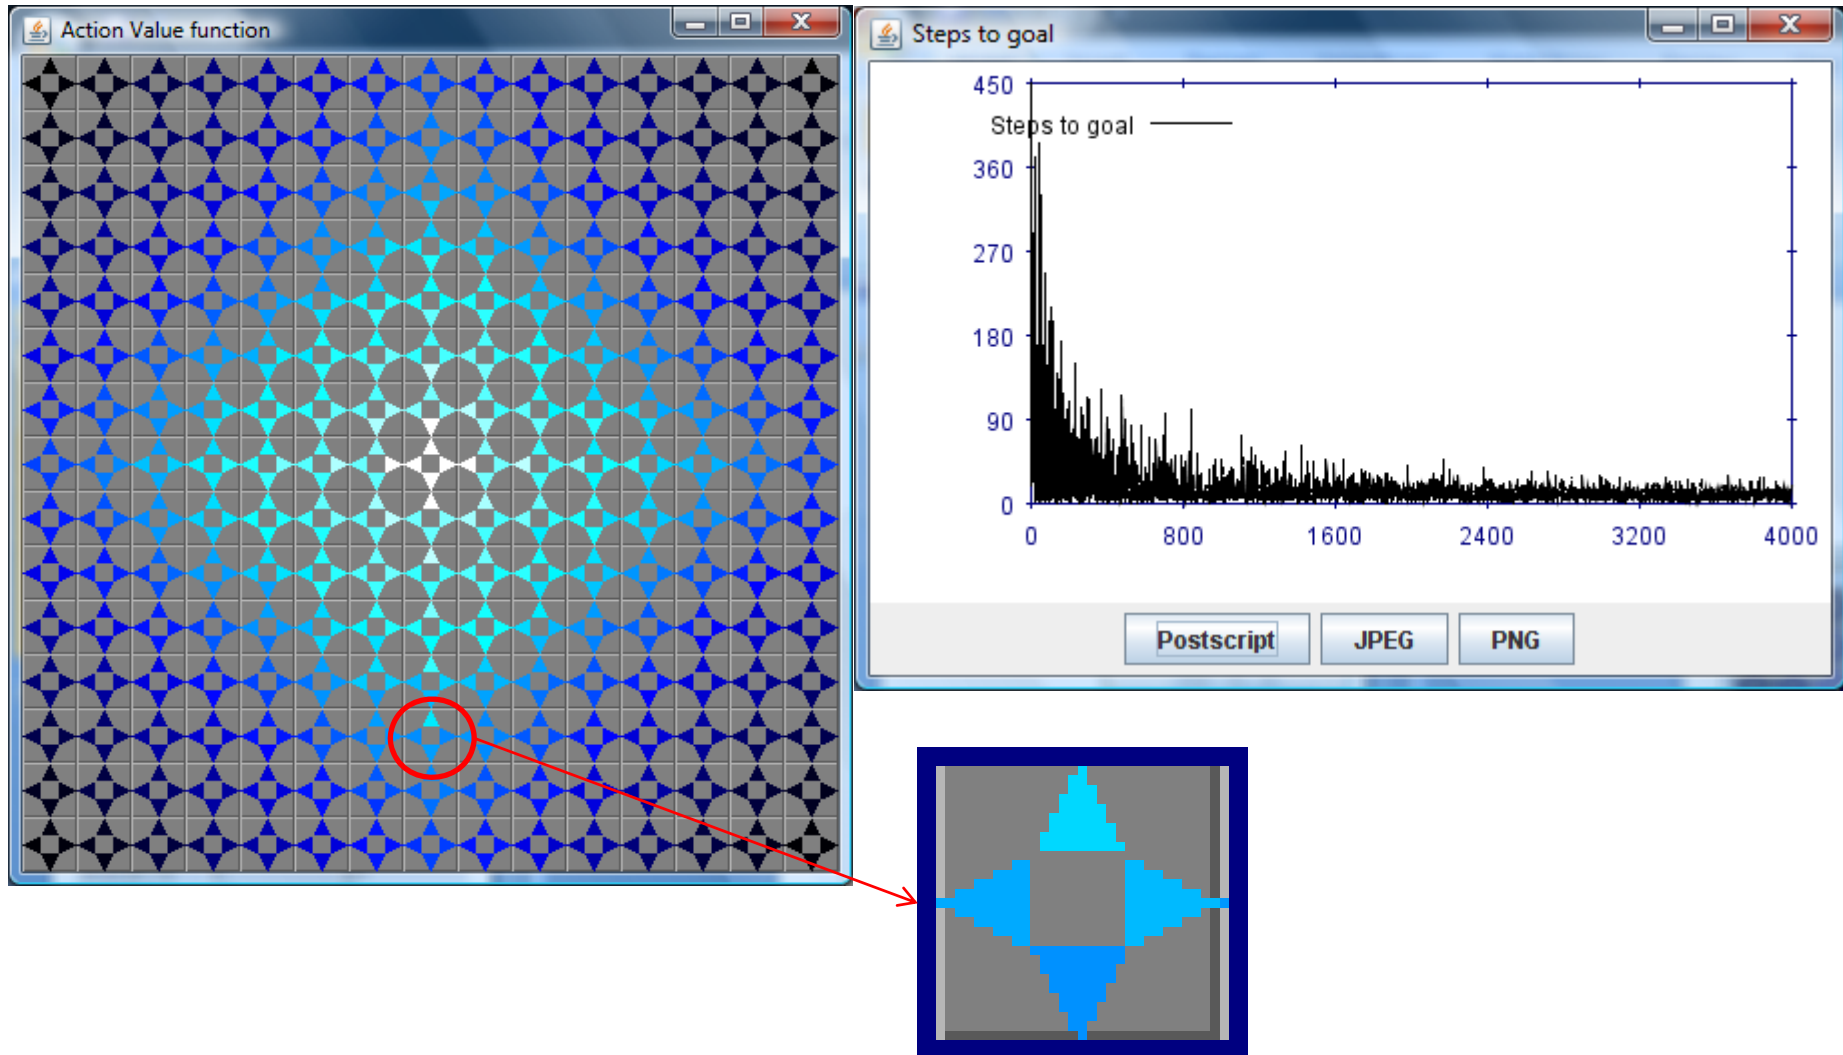 Action Value function
Steps to goal
450
Steps to goal
360
270
180
90
0
0 800 1600 2400 3200 4000
Postscript JPEG PNG